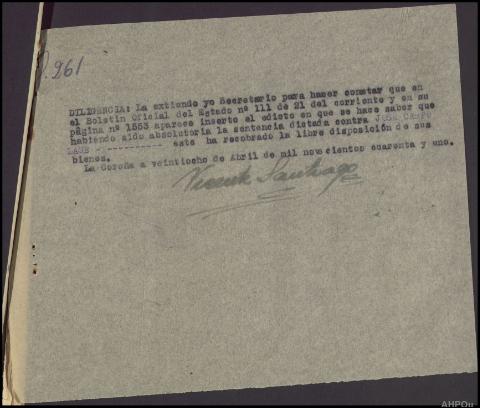 961
DILIGENCIA: La extiendo yo Secretario para hacer constar que en
el Boletin Oficial del Estado nº 111 de 21 del corriente y en su
página nº 1553 aparece inserto el edicto en que se hace saber que
habiendo sido absolutoria la sentencia dictada contra JOSE CAMPO
este ha recobrado la libre disposición de sus
bienes.
La Coruña a veintiocho de Abril de mil novecientos cuarenta y uno.
Vicente Santiago
AHPOu